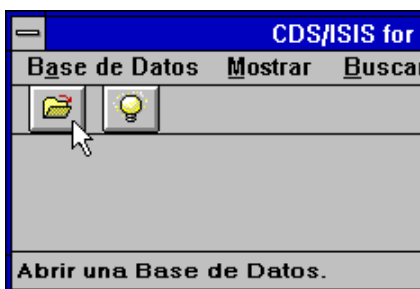 CDS/ISIS for
Base de Datos Mostrar Buscar
Abrir una Base de Datos.